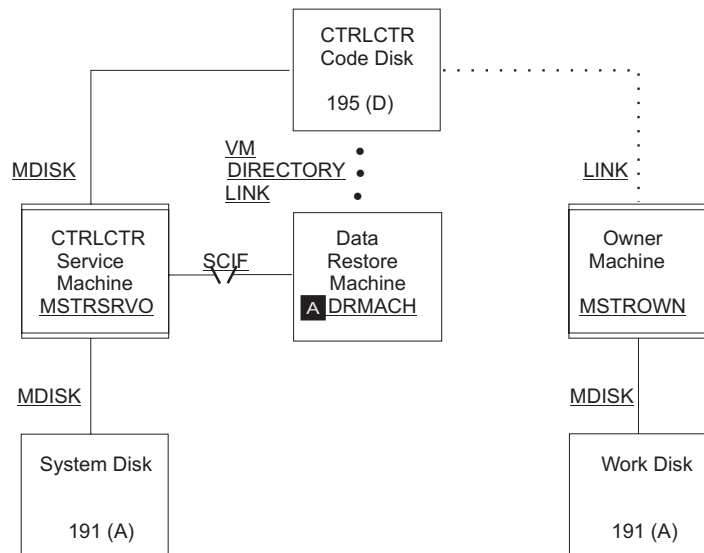 CTRLCTR
Code Disk
195 (D)
VM
DIRECTORY
LINK
MDISK
LINK
CTRLCTR
Service
Machine
MSTRSRVO
SCIF
Data
Restore
Machine
A DRMACH
Owner
Machine
MSTROWN
MDISK
MDISK
System Disk
191 (A)
Work Disk
191 (A)